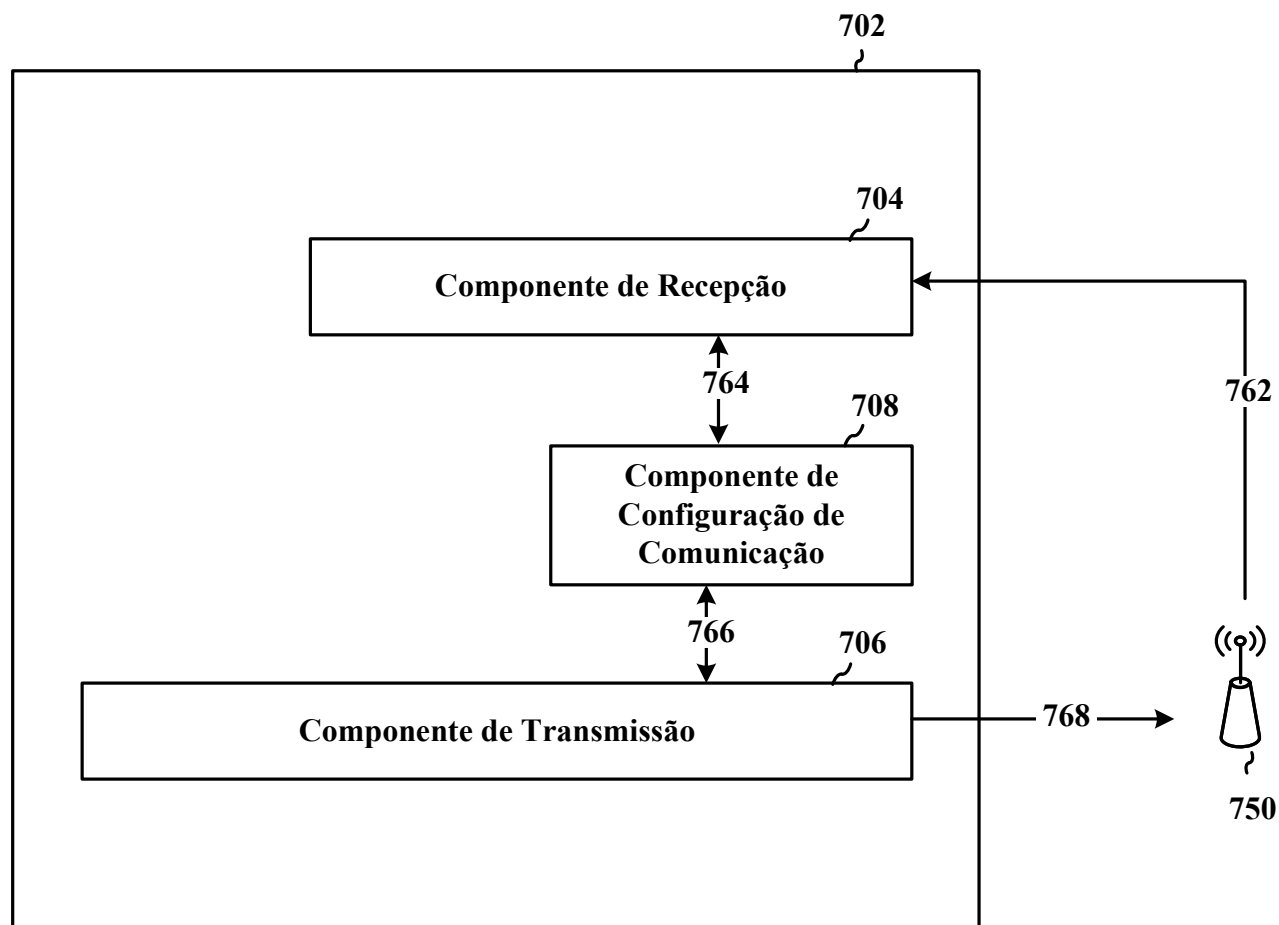 702
704
Componente de Recepção
764
762
708
Componente de
Configuração de
Comunicação
766
706
Componente de Transmissão
768
750